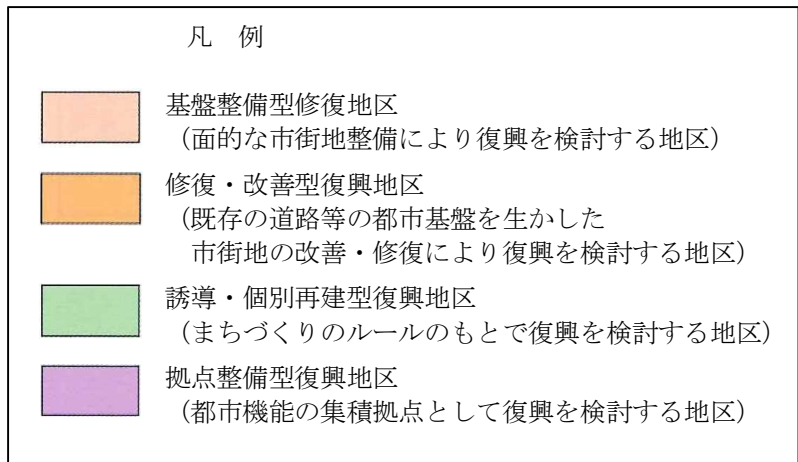 凡　例
基盤整備型修復地区
（面的な市街地整備により復興を検討する地区）
修復・改善型復興地区
（既存の道路等の都市基盤を生かした
市街地の改善・修復により復興を検討する地区）
誘導・個別再建型復興地区
（まちづくりのルールのもとで復興を検討する地区）
拠点整備型復興地区
（都市機能の集積拠点として復興を検討する地区）